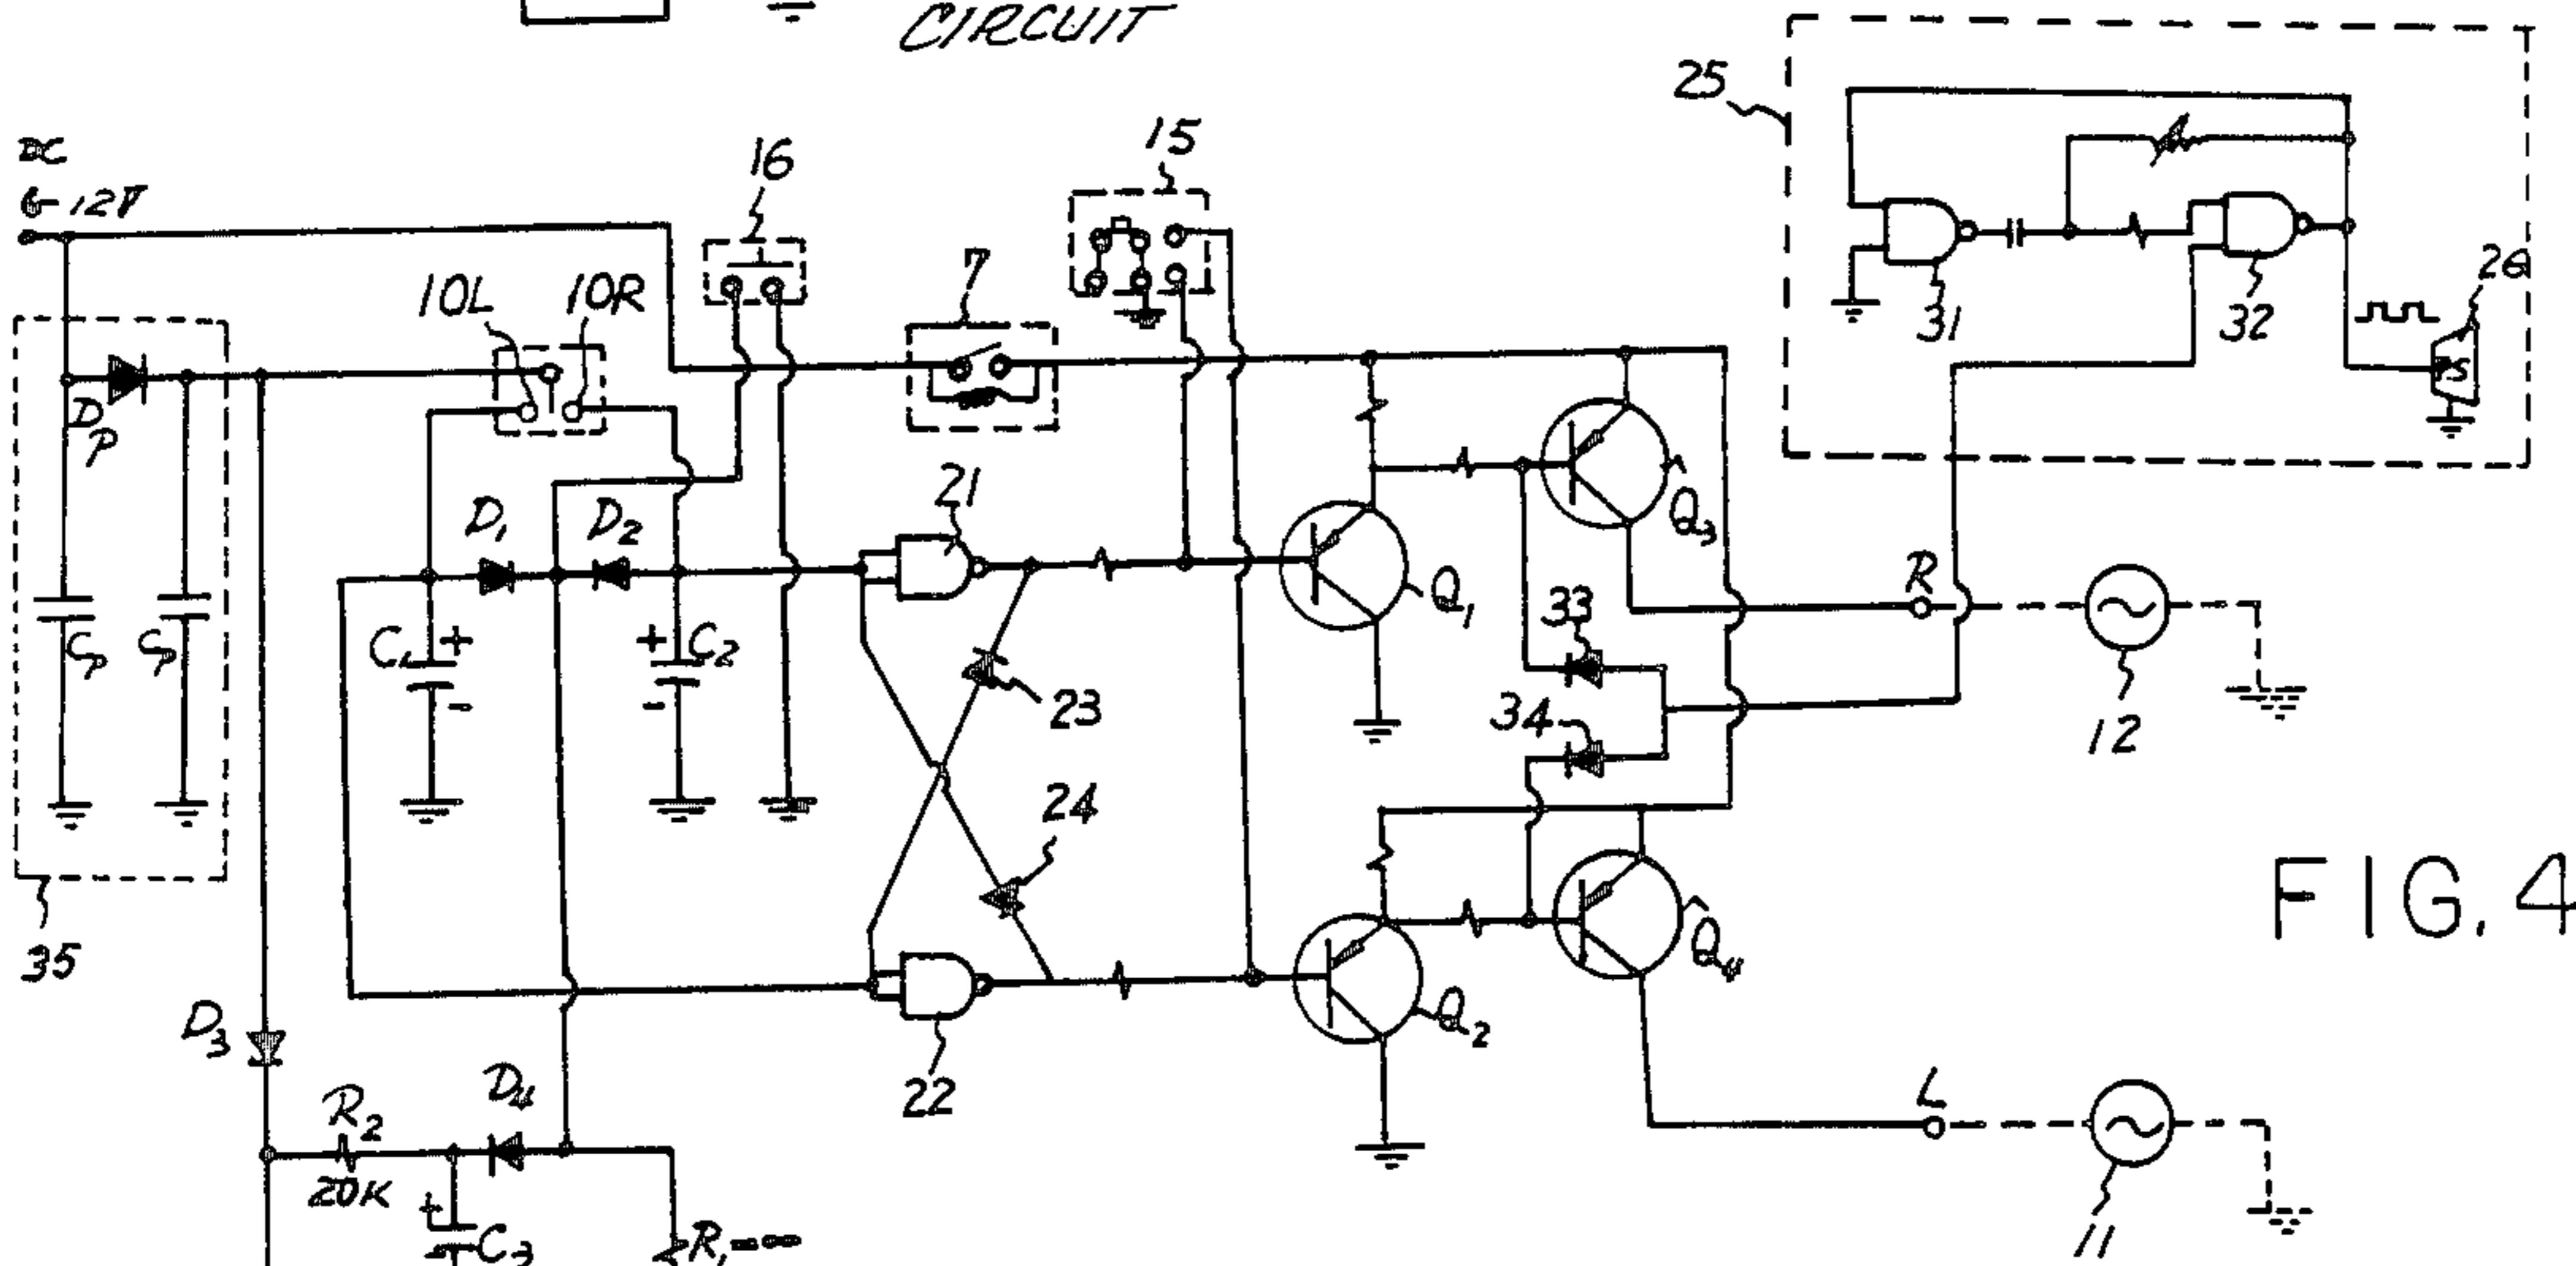 CIRCUIT
25
DC
6-12V
16
15
7
10L
10R
31
32
26
DP
21
D1
D2
Q3
R
Q1
C1
+
-
+
C2
-
Cp
Cp
33
23
34
12
24
35
FIG. 4
D3
22
Q2
Q4
D4
R2
20K
L
+
C3
-
R1=∞
11